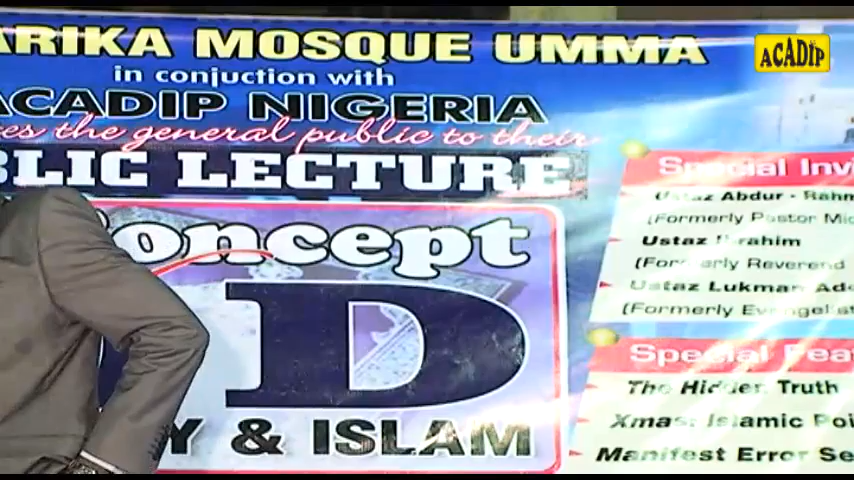 ARIKA MOSQUE UMMA
in conjuction with
ACADIP NIGERIA
es the general public to their
BLIC LECTURE
Concept
D
Y & ISLAM
ACADIP
Special Invi
Ustaz Abdur - Rahm
(Formerly Pastor Mic
Ustaz Ibrahim
(Formerly Reverend
Ustaz Lukman Ade
(Formerly Evangelist
Special Feat
The Hidden Truth
Xmas: Islamic Poi
Manifest Error Se